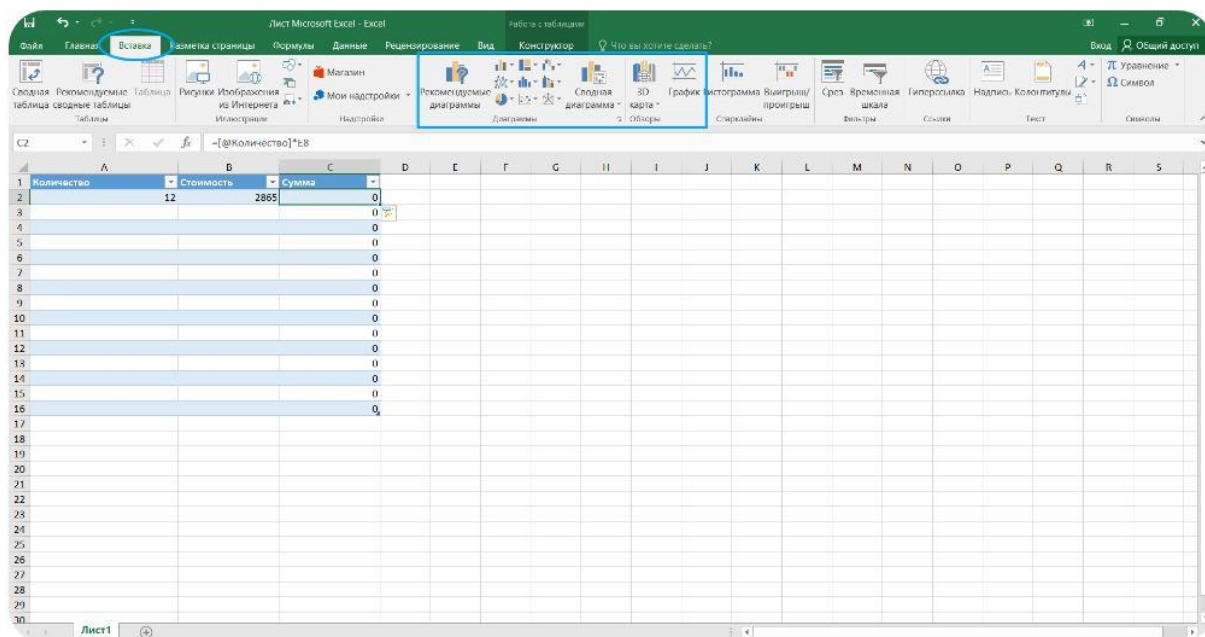 Лист Microsoft Excel - Excel
Работа с таблицами
Файл Главная Вставка Разметка страницы Формулы Данные Рецензирование Вид Конструктор Что вы хотите сделать? Вход Общий доступ
Сводная таблица
Рекомендуемые сводные таблицы
Таблица
Рисунки
Изображения из Интернета
Магазин
Мои надстройки
Рекомендуемые диаграммы
Сводная диаграмма
3D карта
График
Гистограмма
Выигрыш/проигрыш
Срез
Временная шкала
Гиперссылка
Надпись
Колонтитулы
π Уравнение
Ω Символ
Таблицы Иллюстрации Надстройки Диаграммы Обзоры Спарклайны Фильтры Ссылки Текст Символы
C2 fx =[@Количество]*E8
A B C D E F G H I J K L M N O P Q R S
1 Количество Стоимость Сумма
2 12 2865 0
3 0
4 0
5 0
6 0
7 0
8 0
9 0
10 0
11 0
12 0
13 0
14 0
15 0
16 0
17
18
19
20
21
22
23
24
25
26
27
28
29
30
Лист1